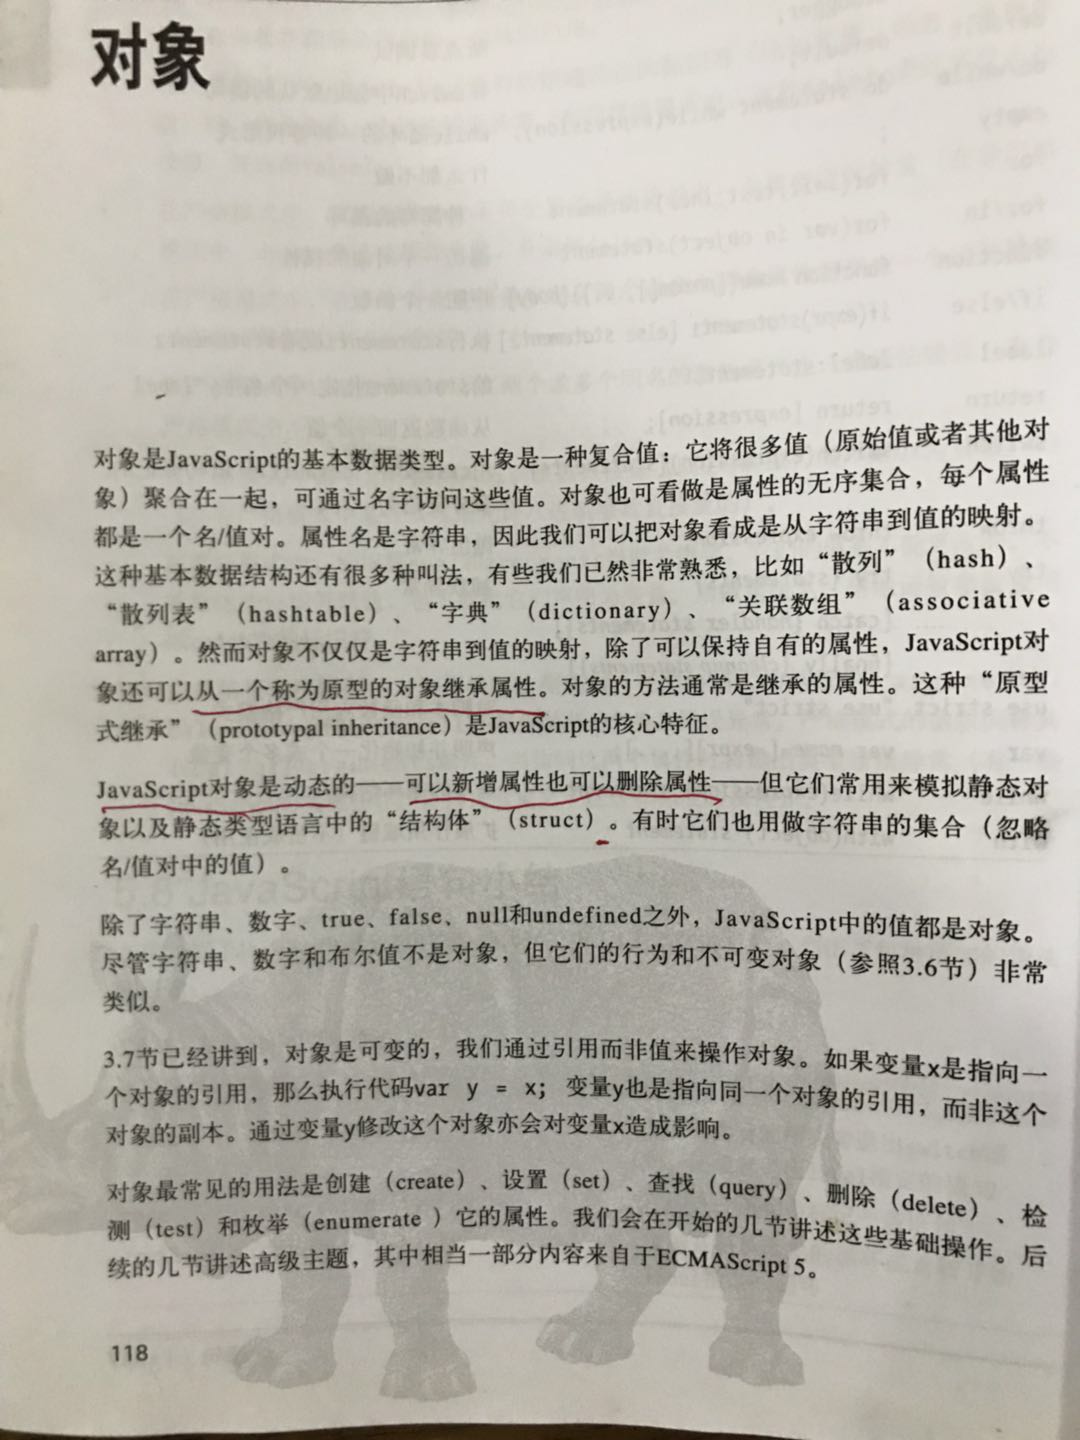 对象
对象是JavaScript的基本数据类型。对象是一种复合值：它将很多值（原始值或者其他对
象）聚合在一起，可通过名字访问这些值。对象也可看做是属性的无序集合，每个属性
都是一个名/值对。属性名是字符串，因此我们可以把对象看成是从字符串到值的映射。
这种基本数据结构还有很多种叫法，有些我们已然非常熟悉，比如“散列”（hash）、
“散列表”（hashtable）、“字典”（dictionary）、“关联数组”（associative
array）。然而对象不仅仅是字符串到值的映射，除了可以保持自有的属性，JavaScript对
象还可以从一个称为原型的对象继承属性。对象的方法通常是继承的属性。这种“原型
式继承”（prototypal inheritance）是JavaScript的核心特征。
JavaScript对象是动态的——可以新增属性也可以删除属性——但它们常用来模拟静态对
象以及静态类型语言中的“结构体”（struct）。有时它们也用做字符串的集合（忽略
名/值对中的值）。
除了字符串、数字、true、false、null和undefined之外，JavaScript中的值都是对象。
尽管字符串、数字和布尔值不是对象，但它们的行为和不可变对象（参照3.6节）非常
类似。
3.7节已经讲到，对象是可变的，我们通过引用而非值来操作对象。如果变量x是指向一
个对象的引用，那么执行代码var y = x; 变量y也是指向同一个对象的引用，而非这个
对象的副本。通过变量y修改这个对象亦会对变量x造成影响。
对象最常见的用法是创建（create）、设置（set）、查找（query）、删除（delete）、检
测（test）和枚举（enumerate ）它的属性。我们会在开始的几节讲述这些基础操作。后
续的几节讲述高级主题，其中相当一部分内容来自于ECMAScript 5。
118